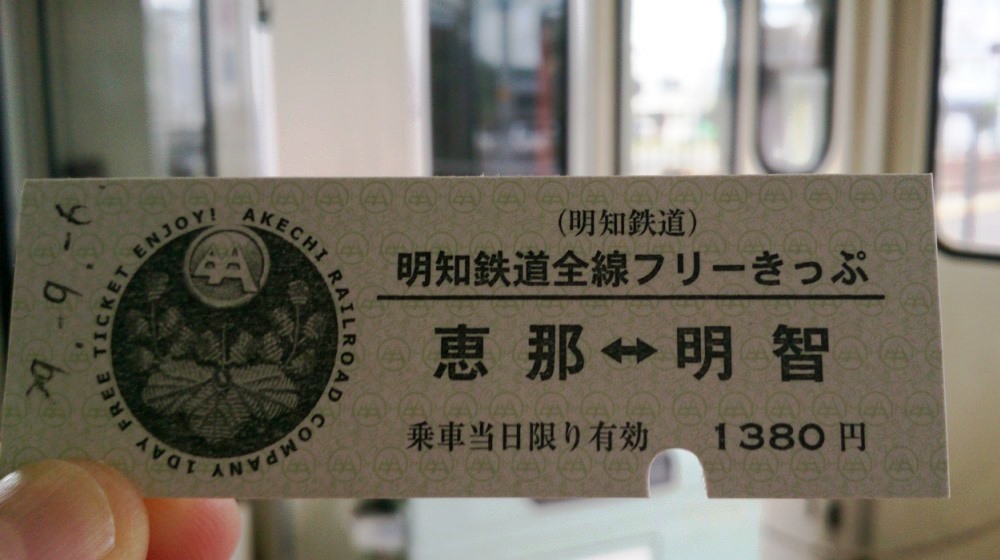 (明知鉄道)
明知鉄道全線フリーきっぷ
恵那↔明智
乗車当日限り有効 1380円
1DAY FREE TICKET ENJOY! AKECHI RAILROAD COMPANY